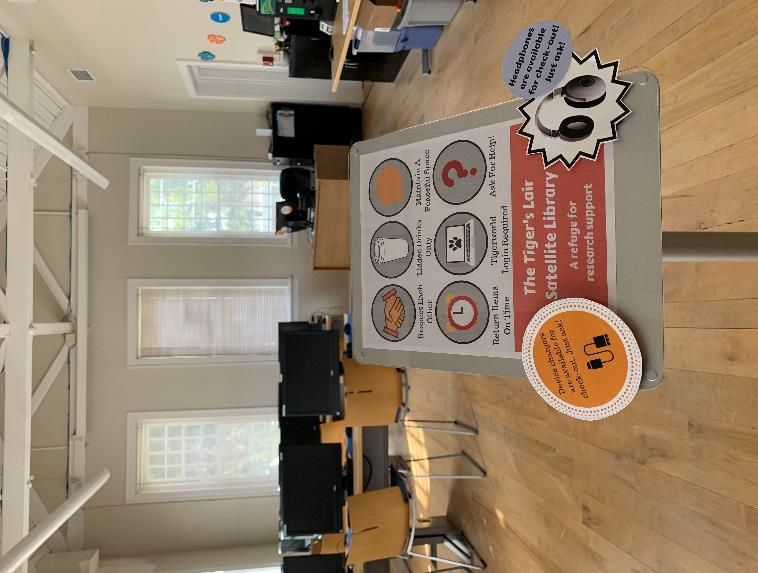 Respect Each
Other
Lidded Drinks
Only
Maintain A
Peaceful Space
Return Items
On Time
Tigerworld
Login Required
Ask For Help!
The Tiger's Lair
Satellite Library
A refuge for
research support
Device chargers
are available for
check-out. Just ask!
Headphones
are available
for check-out!
Just ask!